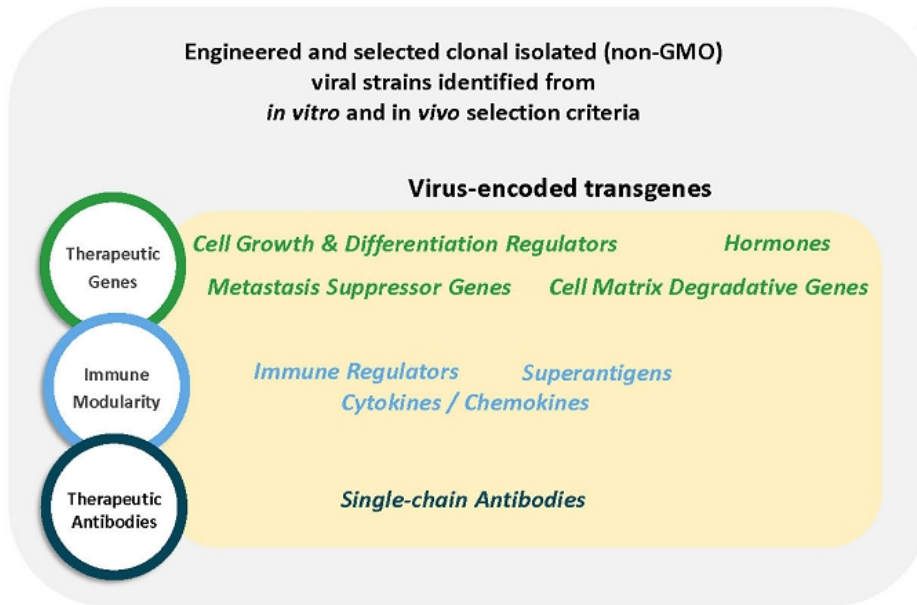 Engineered and selected clonal isolated (non-GMO)
viral strains identified from
in vitro and in vivo selection criteria
Virus-encoded transgenes
Therapeutic
Genes
Cell Growth & Differentiation Regulators
Hormones
Metastasis Suppressor Genes
Cell Matrix Degradative Genes
Immune
Modularity
Immune Regulators
Superantigens
Cytokines / Chemokines
Therapeutic
Antibodies
Single-chain Antibodies